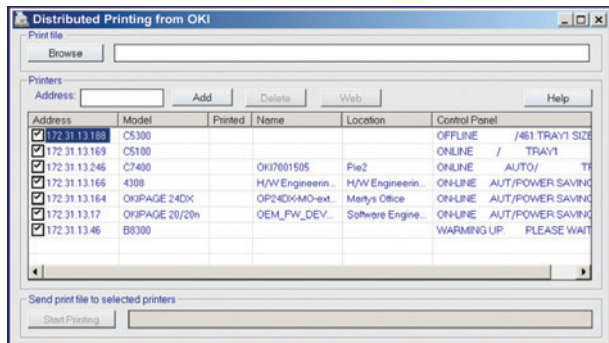 Distributed Printing from OKI
Print file
Browse
Printers
Address: Add Delete Web Help
Address Model Printed Name Location Control Panel
172.31.13.188 C5300 OFFLINE /461:TRAY1 SIZE
172.31.13.169 C5100 ONLINE / TRAY1
172.31.13.246 C7400 OKI7001505 Pie2 ONLINE AUTO/ TF
172.31.13.166 4308 H/W Engineerin... H/W Engineerin... ON-LINE AUT/POWER SAVING
172.31.13.164 OKIPAGE 24DX OP24DX-MO-ext... Martys Office ON-LINE AUT/POWER SAVING
172.31.13.17 OKIPAGE 20/20n OEM_FW_DEV... Software Engine... ON-LINE AUT/POWER SAVING
172.31.13.46 B8300 WARMING UP. PLEASE WAIT
Send print file to selected printers
Start Printing